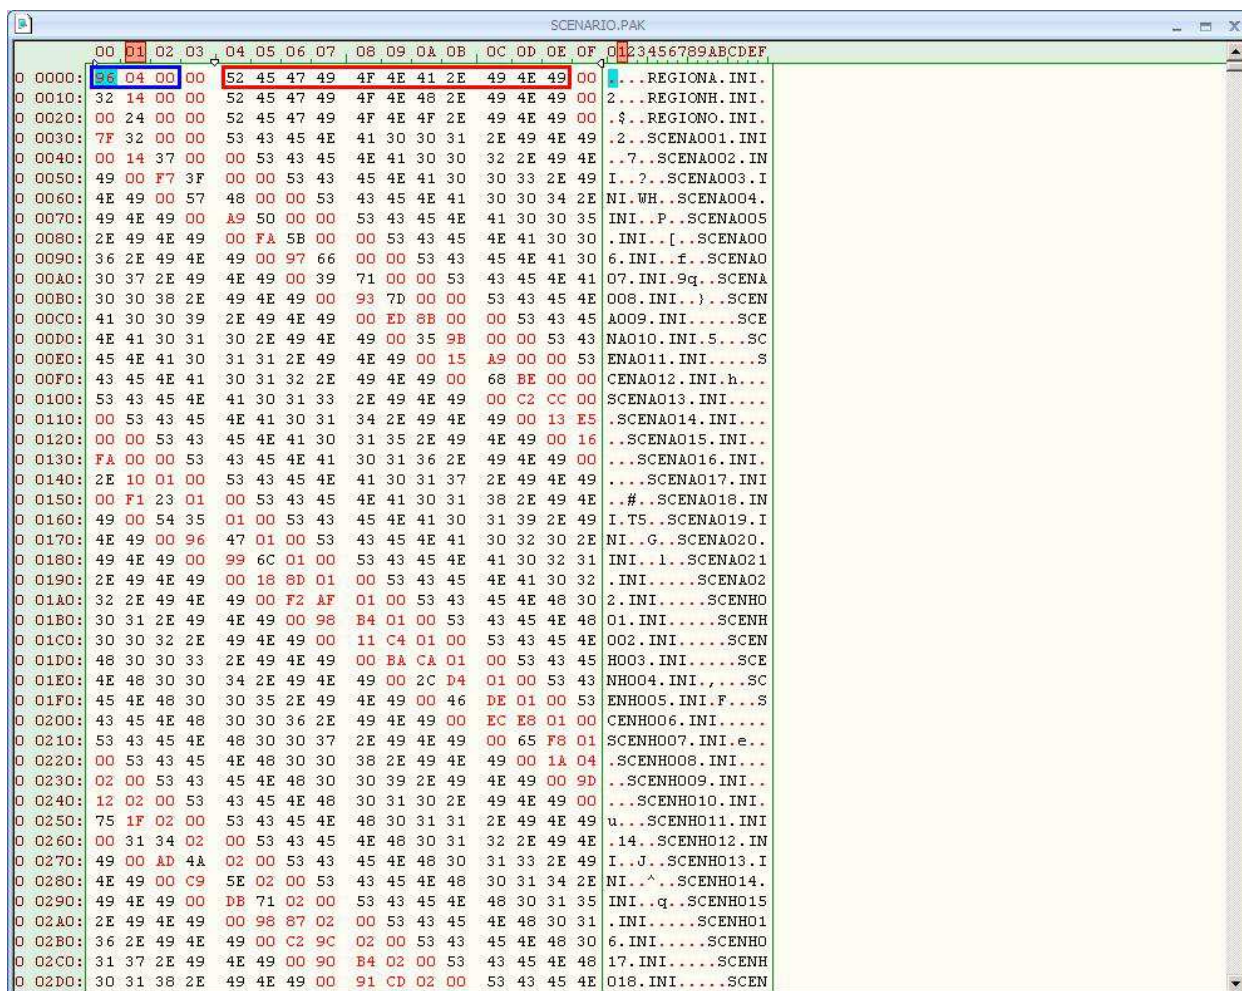 SCENARIO.PAK
00 01 02 03 04 05 06 07 08 09 0A 0B 0C 0D 0E 0F 0123456789ABCDEF
0 0000: 96 04 00 00 52 45 47 49 4F 4E 41 2E 49 4E 49 00 ....REGIONA.INI.
0 0010: 32 14 00 00 52 45 47 49 4F 4E 48 2E 49 4E 49 00 2...REGIONH.INI.
0 0020: 00 24 00 00 52 45 47 49 4F 4E 4F 2E 49 4E 49 00 .$..REGIONO.INI.
0 0030: 7F 32 00 00 53 43 45 4E 41 30 30 31 2E 49 4E 49 .2..SCENA001.INI
0 0040: 00 14 37 00 00 53 43 45 4E 41 30 30 32 2E 49 4E ..7..SCENA002.IN
0 0050: 49 00 F7 3F 00 00 53 43 45 4E 41 30 30 33 2E 49 I..?..SCENA003.I
0 0060: 4E 49 00 57 48 00 00 53 43 45 4E 41 30 30 34 2E NI.WH..SCENA004.
0 0070: 49 4E 49 00 A9 50 00 00 53 43 45 4E 41 30 30 35 INI..P..SCENA005
0 0080: 2E 49 4E 49 00 FA 5B 00 00 53 43 45 4E 41 30 30 .INI..[..SCENA00
0 0090: 36 2E 49 4E 49 00 97 66 00 00 53 43 45 4E 41 30 6.INI..f..SCENA0
0 00A0: 30 37 2E 49 4E 49 00 39 71 00 00 53 43 45 4E 41 07.INI.9q..SCENA
0 00B0: 30 30 38 2E 49 4E 49 00 93 7D 00 00 53 43 45 4E 008.INI..}..SCEN
0 00C0: 41 30 30 39 2E 49 4E 49 00 ED 8B 00 00 53 43 45 A009.INI.....SCE
0 00D0: 4E 41 30 31 30 2E 49 4E 49 00 35 9B 00 00 53 43 NA010.INI.5...SC
0 00E0: 45 4E 41 30 31 31 2E 49 4E 49 00 15 A9 00 00 53 ENA011.INI.....S
0 00F0: 43 45 4E 41 30 31 32 2E 49 4E 49 00 68 BE 00 00 CENA012.INI.h...
0 0100: 53 43 45 4E 41 30 31 33 2E 49 4E 49 00 C2 CC 00 SCENA013.INI....
0 0110: 00 53 43 45 4E 41 30 31 34 2E 49 4E 49 00 13 E5 .SCENA014.INI...
0 0120: 00 00 53 43 45 4E 41 30 31 35 2E 49 4E 49 00 16 ..SCENA015.INI..
0 0130: FA 00 00 53 43 45 4E 41 30 31 36 2E 49 4E 49 00 ...SCENA016.INI.
0 0140: 2E 10 01 00 53 43 45 4E 41 30 31 37 2E 49 4E 49 ....SCENA017.INI
0 0150: 00 F1 23 01 00 53 43 45 4E 41 30 31 38 2E 49 4E ..#..SCENA018.IN
0 0160: 49 00 54 35 01 00 53 43 45 4E 41 30 31 39 2E 49 I.T5..SCENA019.I
0 0170: 4E 49 00 96 47 01 00 53 43 45 4E 41 30 32 30 2E NI..G..SCENA020.
0 0180: 49 4E 49 00 99 6C 01 00 53 43 45 4E 41 30 32 31 INI..l..SCENA021
0 0190: 2E 49 4E 49 00 18 8D 01 00 53 43 45 4E 41 30 32 .INI.....SCENA02
0 01A0: 32 2E 49 4E 49 00 F2 AF 01 00 53 43 45 4E 48 30 2.INI.....SCENH0
0 01B0: 30 31 2E 49 4E 49 00 98 B4 01 00 53 43 45 4E 48 01.INI.....SCENH
0 01C0: 30 30 32 2E 49 4E 49 00 11 C4 01 00 53 43 45 4E 002.INI.....SCEN
0 01D0: 48 30 30 33 2E 49 4E 49 00 BA CA 01 00 53 43 45 H003.INI.....SCE
0 01E0: 4E 48 30 30 34 2E 49 4E 49 00 2C D4 01 00 53 43 NH004.INI.,...SC
0 01F0: 45 4E 48 30 30 35 2E 49 4E 49 00 46 DE 01 00 53 ENH005.INI.F...S
0 0200: 43 45 4E 48 30 30 36 2E 49 4E 49 00 EC E8 01 00 CENH006.INI.....
0 0210: 53 43 45 4E 48 30 30 37 2E 49 4E 49 00 65 F8 01 SCENH007.INI.e..
0 0220: 00 53 43 45 4E 48 30 30 38 2E 49 4E 49 00 1A 04 .SCENH008.INI...
0 0230: 02 00 53 43 45 4E 48 30 30 39 2E 49 4E 49 00 9D ..SCENH009.INI..
0 0240: 12 02 00 53 43 45 4E 48 30 31 30 2E 49 4E 49 00 ...SCENH010.INI.
0 0250: 75 1F 02 00 53 43 45 4E 48 30 31 31 2E 49 4E 49 u...SCENH011.INI
0 0260: 00 31 34 02 00 53 43 45 4E 48 30 31 32 2E 49 4E .14..SCENH012.IN
0 0270: 49 00 AD 4A 02 00 53 43 45 4E 48 30 31 33 2E 49 I..J..SCENH013.I
0 0280: 4E 49 00 C9 5E 02 00 53 43 45 4E 48 30 31 34 2E NI..^..SCENH014.
0 0290: 49 4E 49 00 DB 71 02 00 53 43 45 4E 48 30 31 35 INI..q..SCENH015
0 02A0: 2E 49 4E 49 00 98 87 02 00 53 43 45 4E 48 30 31 .INI.....SCENH01
0 02B0: 36 2E 49 4E 49 00 C2 9C 02 00 53 43 45 4E 48 30 6.INI.....SCENH0
0 02C0: 31 37 2E 49 4E 49 00 90 B4 02 00 53 43 45 4E 48 17.INI.....SCENH
0 02D0: 30 31 38 2E 49 4E 49 00 91 CD 02 00 53 43 45 4E 018.INI.....SCEN